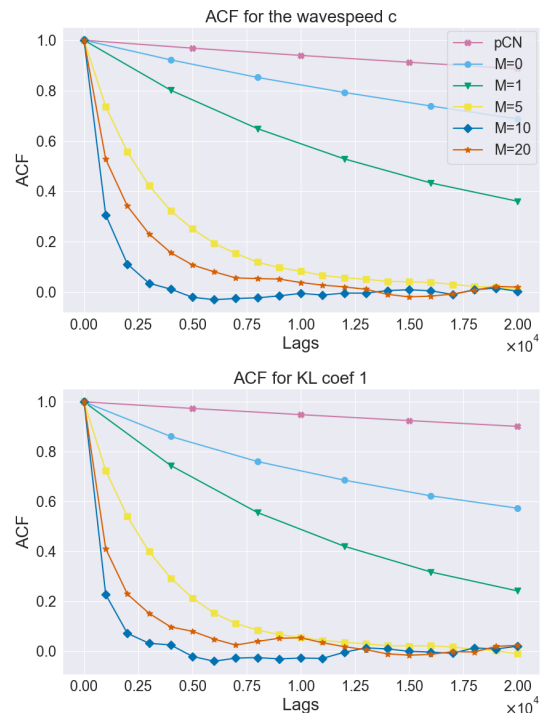 ACF for the wavespeed c
1.0
0.8
0.6
0.4
0.2
0.0
ACF
pCN
M=0
M=1
M=5
M=10
M=20
0.00 0.25 0.50 0.75 1.00 1.25 1.50 1.75 2.00
Lags
×10⁴
ACF for KL coef 1
1.0
0.8
0.6
0.4
0.2
0.0
ACF
0.00 0.25 0.50 0.75 1.00 1.25 1.50 1.75 2.00
Lags
×10⁴